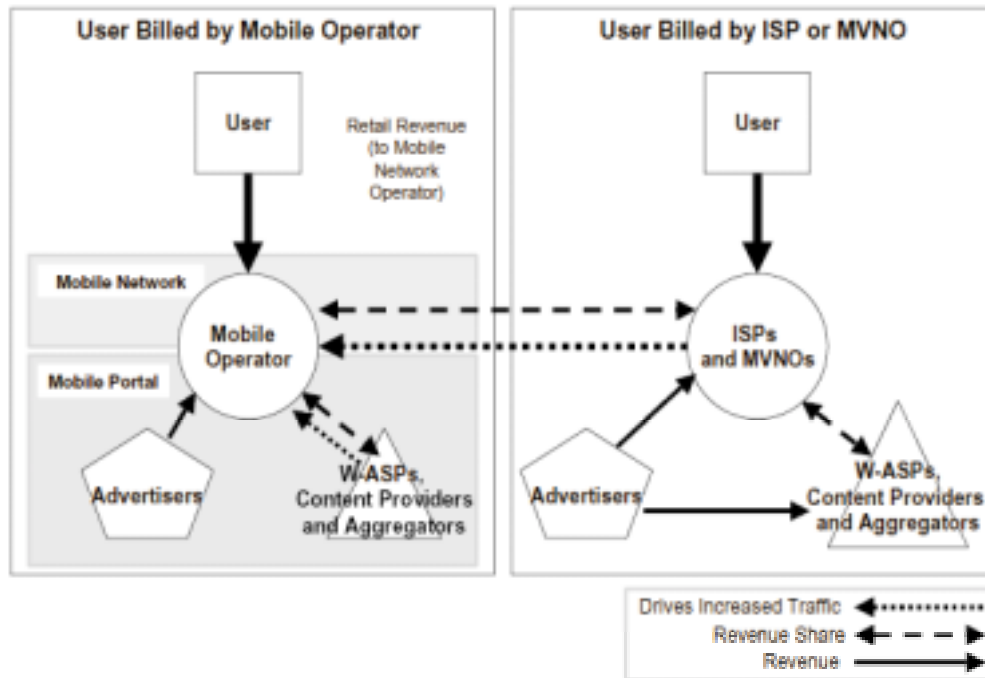 User Billed by Mobile Operator
User
Retail Revenue
(to Mobile
Network
Operator)
Mobile Network
Mobile
Operator
Mobile Portal
Advertisers
W-ASPs,
Content Providers
and Aggregators
User Billed by ISP or MVNO
User
ISPs
and MVNOs
Advertisers
W-ASPs,
Content Providers
and Aggregators
Drives Increased Traffic
Revenue Share
Revenue